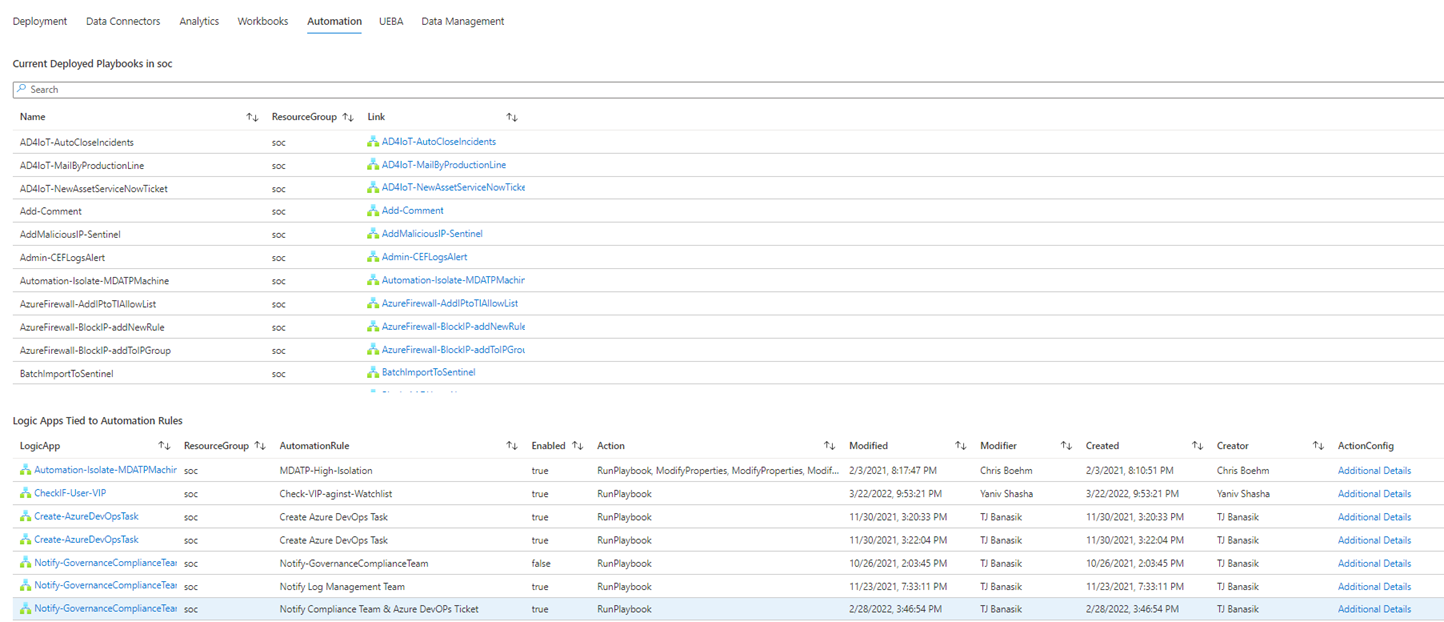 Deployment Data Connectors Analytics Workbooks Automation UEBA Data Management
Current Deployed Playbooks in soc
Search
Name ResourceGroup Link
AD4IoT-AutoCloseIncidents soc AD4IoT-AutoCloseIncidents
AD4IoT-MailByProductionLine soc AD4IoT-MailByProductionLine
AD4IoT-NewAssetServiceNowTicket soc AD4IoT-NewAssetServiceNowTicke
Add-Comment soc Add-Comment
AddMaliciousIP-Sentinel soc AddMaliciousIP-Sentinel
Admin-CEFLogsAlert soc Admin-CEFLogsAlert
Automation-Isolate-MDATPMachine soc Automation-Isolate-MDATPMachin
AzureFirewall-AddIPtoTIAllowList soc AzureFirewall-AddIPtoTIAllowList
AzureFirewall-BlockIP-addNewRule soc AzureFirewall-BlockIP-addNewRule
AzureFirewall-BlockIP-addToIPGroup soc AzureFirewall-BlockIP-addToIPGrou
BatchImportToSentinel soc BatchImportToSentinel
Logic Apps Tied to Automation Rules
LogicApp ResourceGroup AutomationRule Enabled Action Modified Modifier Created Creator ActionConfig
Automation-Isolate-MDATPMachin soc MDATP-High-Isolation true RunPlaybook, ModifyProperties, ModifyProperties, Modif... 2/3/2021, 8:17:47 PM Chris Boehm 2/3/2021, 8:10:51 PM Chris Boehm Additional Details
CheckIF-User-VIP soc Check-VIP-aginst-Watchlist true RunPlaybook 3/22/2022, 9:53:21 PM Yaniv Shasha 3/22/2022, 9:53:21 PM Yaniv Shasha Additional Details
Create-AzureDevOpsTask soc Create Azure DevOps Task true RunPlaybook 11/30/2021, 3:20:33 PM TJ Banasik 11/30/2021, 3:20:33 PM TJ Banasik Additional Details
Create-AzureDevOpsTask soc Create Azure DevOps Task true RunPlaybook 11/30/2021, 3:22:04 PM TJ Banasik 11/30/2021, 3:22:04 PM TJ Banasik Additional Details
Notify-GovernanceComplianceTear soc Notify-GovernanceComplianceTeam false RunPlaybook 10/26/2021, 2:03:45 PM TJ Banasik 10/26/2021, 2:03:45 PM TJ Banasik Additional Details
Notify-GovernanceComplianceTear soc Notify Log Management Team true RunPlaybook 11/23/2021, 7:33:11 PM TJ Banasik 11/23/2021, 7:33:11 PM TJ Banasik Additional Details
Notify-GovernanceComplianceTear soc Notify Compliance Team & Azure DevOPs Ticket true RunPlaybook 2/28/2022, 3:46:54 PM TJ Banasik 2/28/2022, 3:46:54 PM TJ Banasik Additional Details